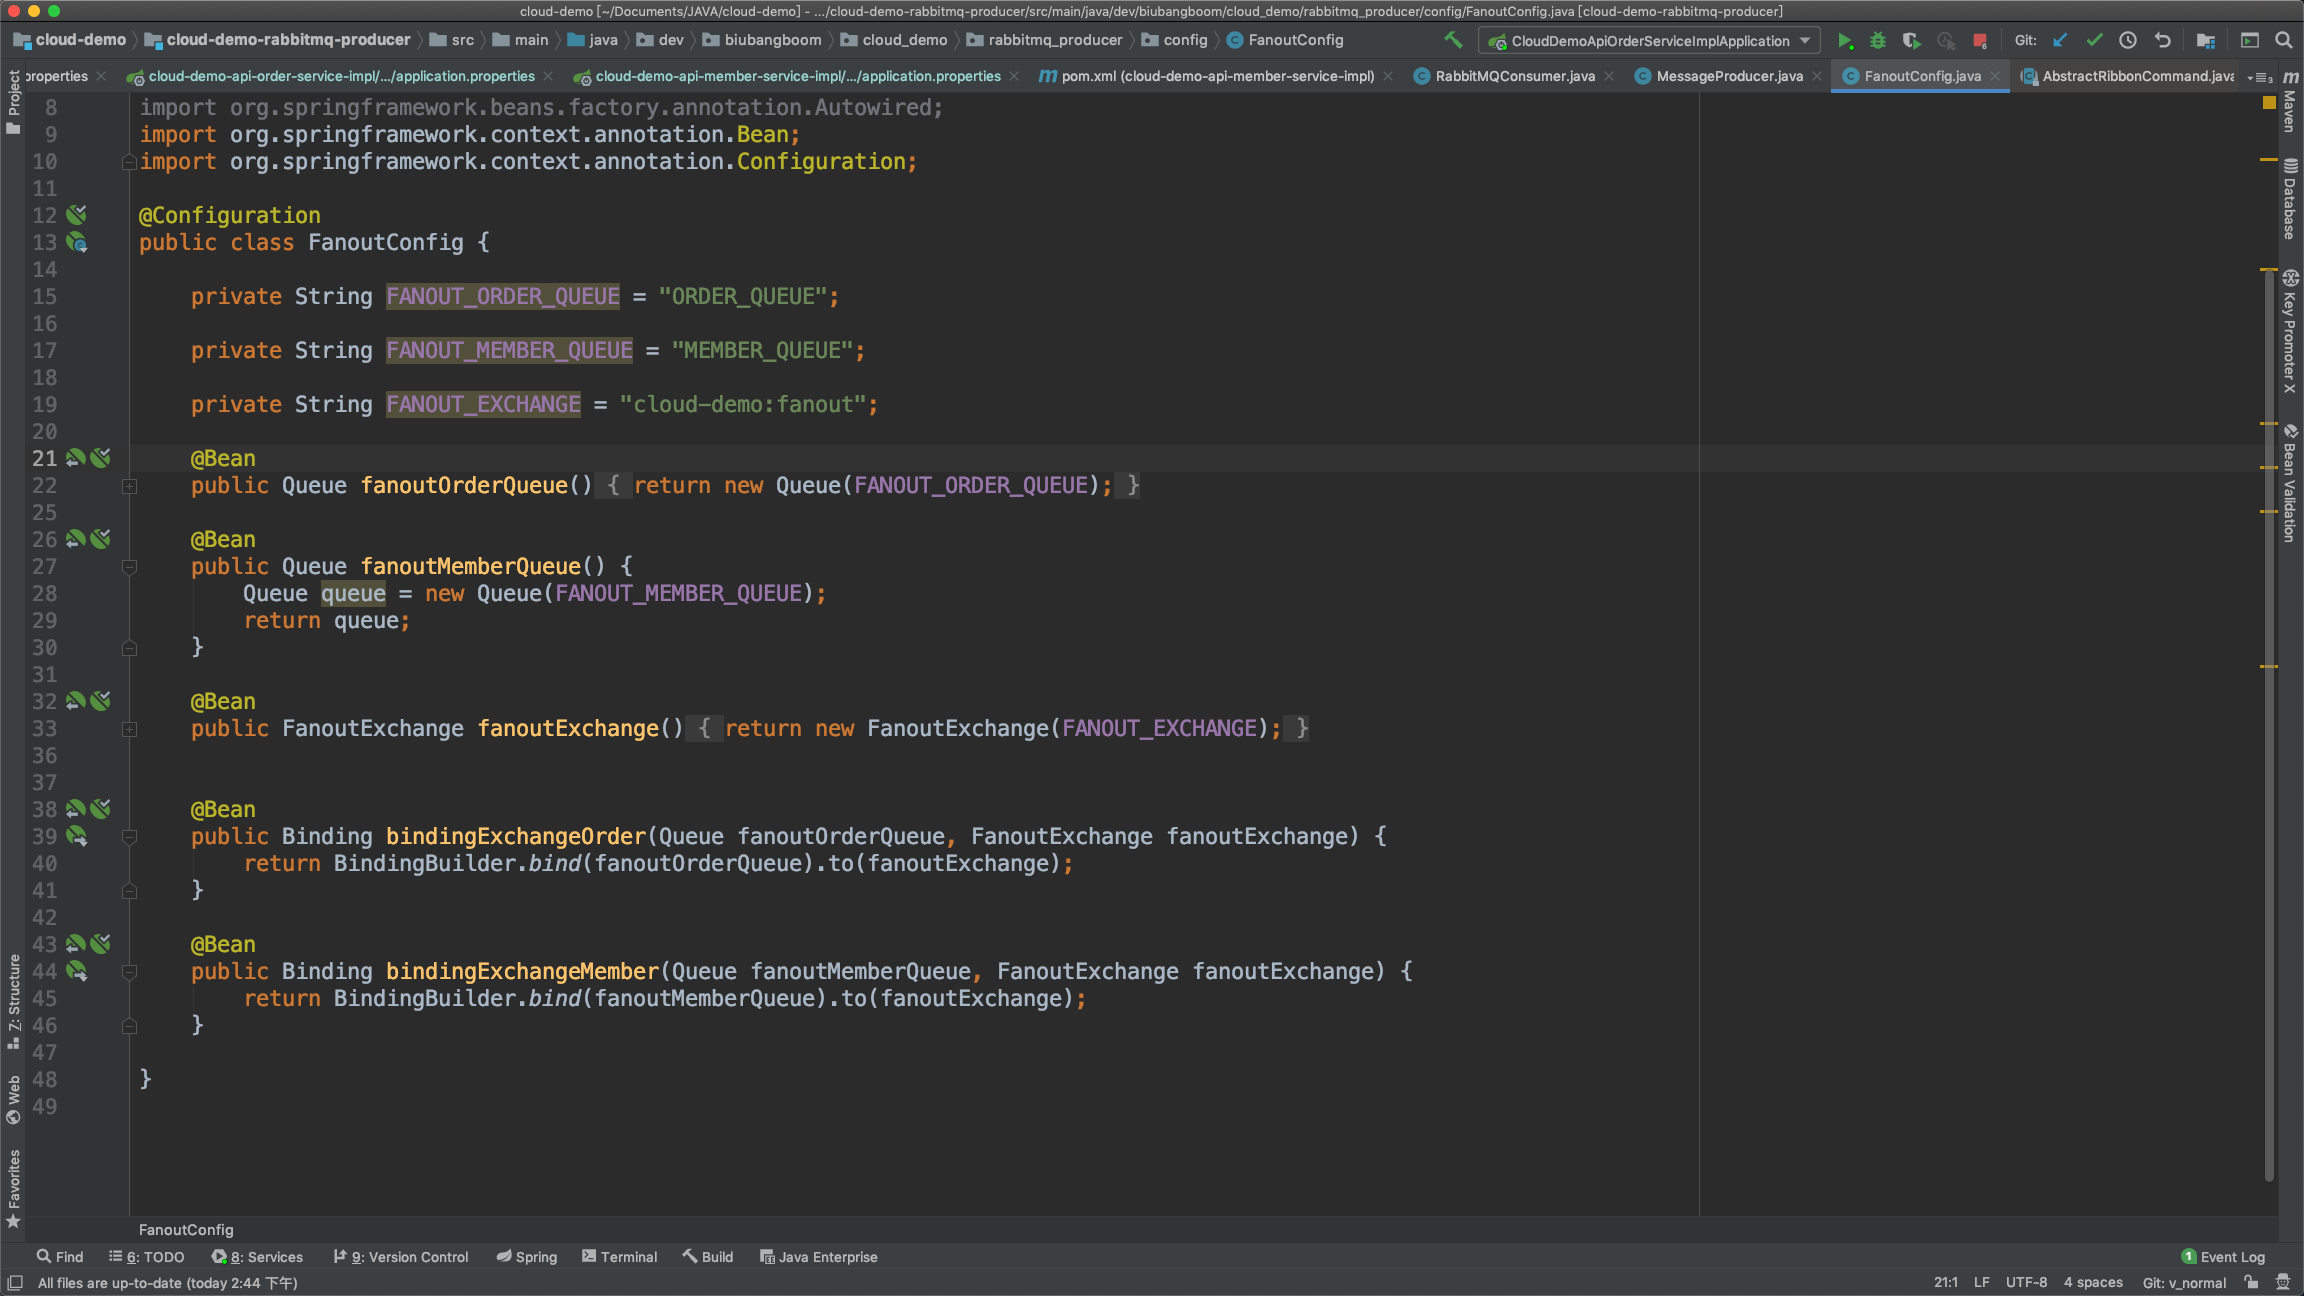 cloud-demo [~/Documents/JAVA/cloud-demo] - .../cloud-demo-rabbitmq-producer/src/main/java/dev/biubangboom/cloud_demo/rabbitmq_producer/config/FanoutConfig.java [cloud-demo-rabbitmq-producer]
cloud-demo cloud-demo-rabbitmq-producer src main java dev biubangboom cloud_demo rabbitmq_producer config FanoutConfig CloudDemoApiOrderServiceImplApplication Git:
properties cloud-demo-api-order-service-impl/.../application.properties cloud-demo-api-member-service-impl/.../application.properties pom.xml (cloud-demo-api-member-service-impl) RabbitMQConsumer.java MessageProducer.java FanoutConfig.java AbstractRibbonCommand.java
Project
8 import org.springframework.beans.factory.annotation.Autowired;
9 import org.springframework.context.annotation.Bean;
10 import org.springframework.context.annotation.Configuration;
11
12 @Configuration
13 public class FanoutConfig {
14
15 private String FANOUT_ORDER_QUEUE = "ORDER_QUEUE";
16
17 private String FANOUT_MEMBER_QUEUE = "MEMBER_QUEUE";
18
19 private String FANOUT_EXCHANGE = "cloud-demo:fanout";
20
21 @Bean
22 public Queue fanoutOrderQueue() { return new Queue(FANOUT_ORDER_QUEUE); }
25
26 @Bean
27 public Queue fanoutMemberQueue() {
28 Queue queue = new Queue(FANOUT_MEMBER_QUEUE);
29 return queue;
30 }
31
32 @Bean
33 public FanoutExchange fanoutExchange() { return new FanoutExchange(FANOUT_EXCHANGE); }
36
37
38 @Bean
39 public Binding bindingExchangeOrder(Queue fanoutOrderQueue, FanoutExchange fanoutExchange) {
40 return BindingBuilder.bind(fanoutOrderQueue).to(fanoutExchange);
41 }
42
43 @Bean
44 public Binding bindingExchangeMember(Queue fanoutMemberQueue, FanoutExchange fanoutExchange) {
45 return BindingBuilder.bind(fanoutMemberQueue).to(fanoutExchange);
46 }
47
48 }
49
Z: Structure
Web
Favorites
Maven
Database
Key Promoter X
Bean Validation
FanoutConfig
Find 6: TODO 8: Services 9: Version Control Spring Terminal Build Java Enterprise 1 Event Log
All files are up-to-date (today 2:44 下午) 21:1 LF UTF-8 4 spaces Git: v_normal